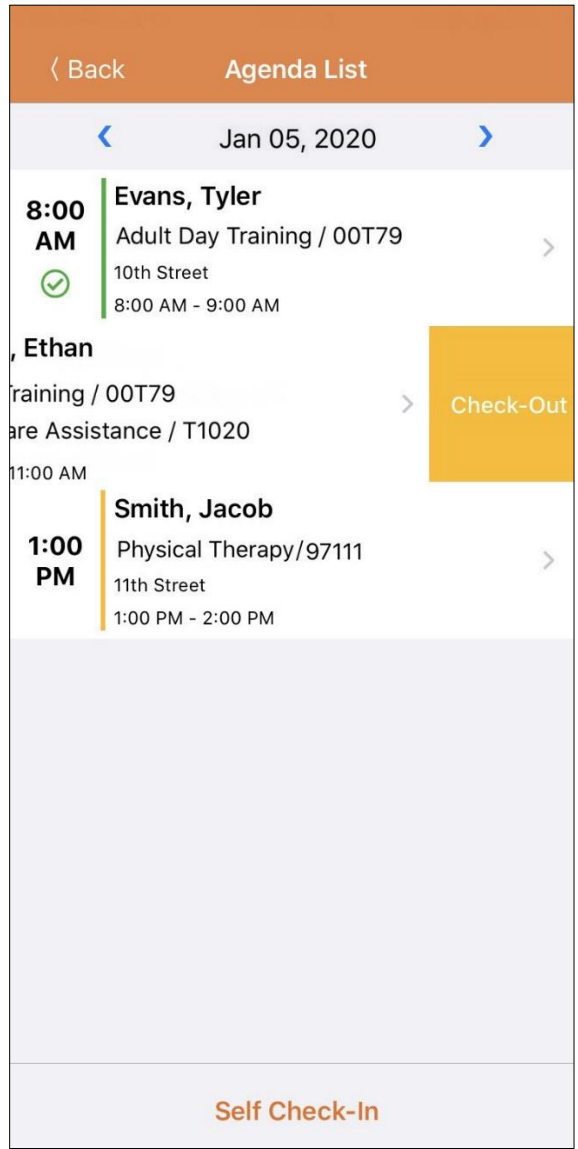 Back
Agenda List
Jan 05, 2020
8:00
AM
Evans, Tyler
Adult Day Training / 00T79
10th Street
8:00 AM - 9:00 AM
, Ethan
raining / 00T79
are Assistance / T1020
11:00 AM
Check-Out
1:00
PM
Smith, Jacob
Physical Therapy/97111
11th Street
1:00 PM - 2:00 PM
Self Check-In